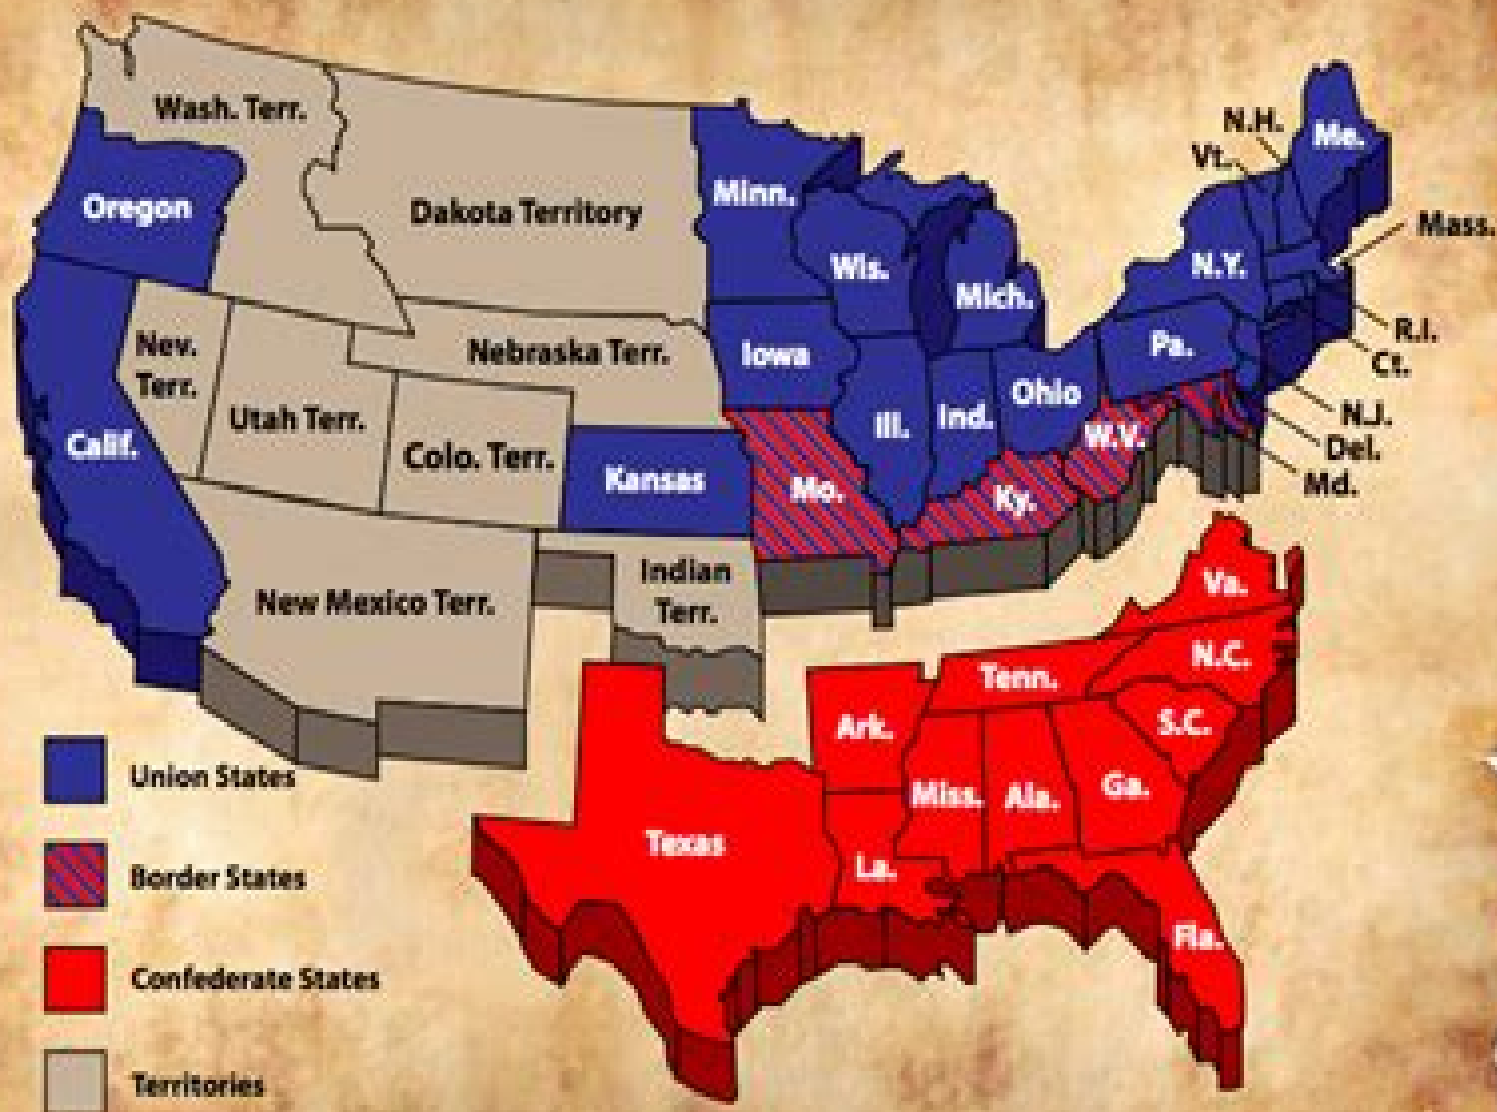 Wash. Terr.
Oregon
Dakota Territory
Minn.
Wis.
Mich.
N.H.
Vt.
Me.
Mass.
N.Y.
R.I.
Ct.
N.J.
Del.
Md.
Pa.
Nev.
Terr.
Utah Terr.
Nebraska Terr.
Iowa
Calif.
Colo. Terr.
Kansas
Ill.
Ind.
Ohio
W.V.
Mo.
Ky.
New Mexico Terr.
Indian
Terr.
Va.
N.C.
Tenn.
S.C.
Ark.
Miss.
Ala.
Ga.
Texas
La.
Fla.
Union States
Border States
Confederate States
Territories